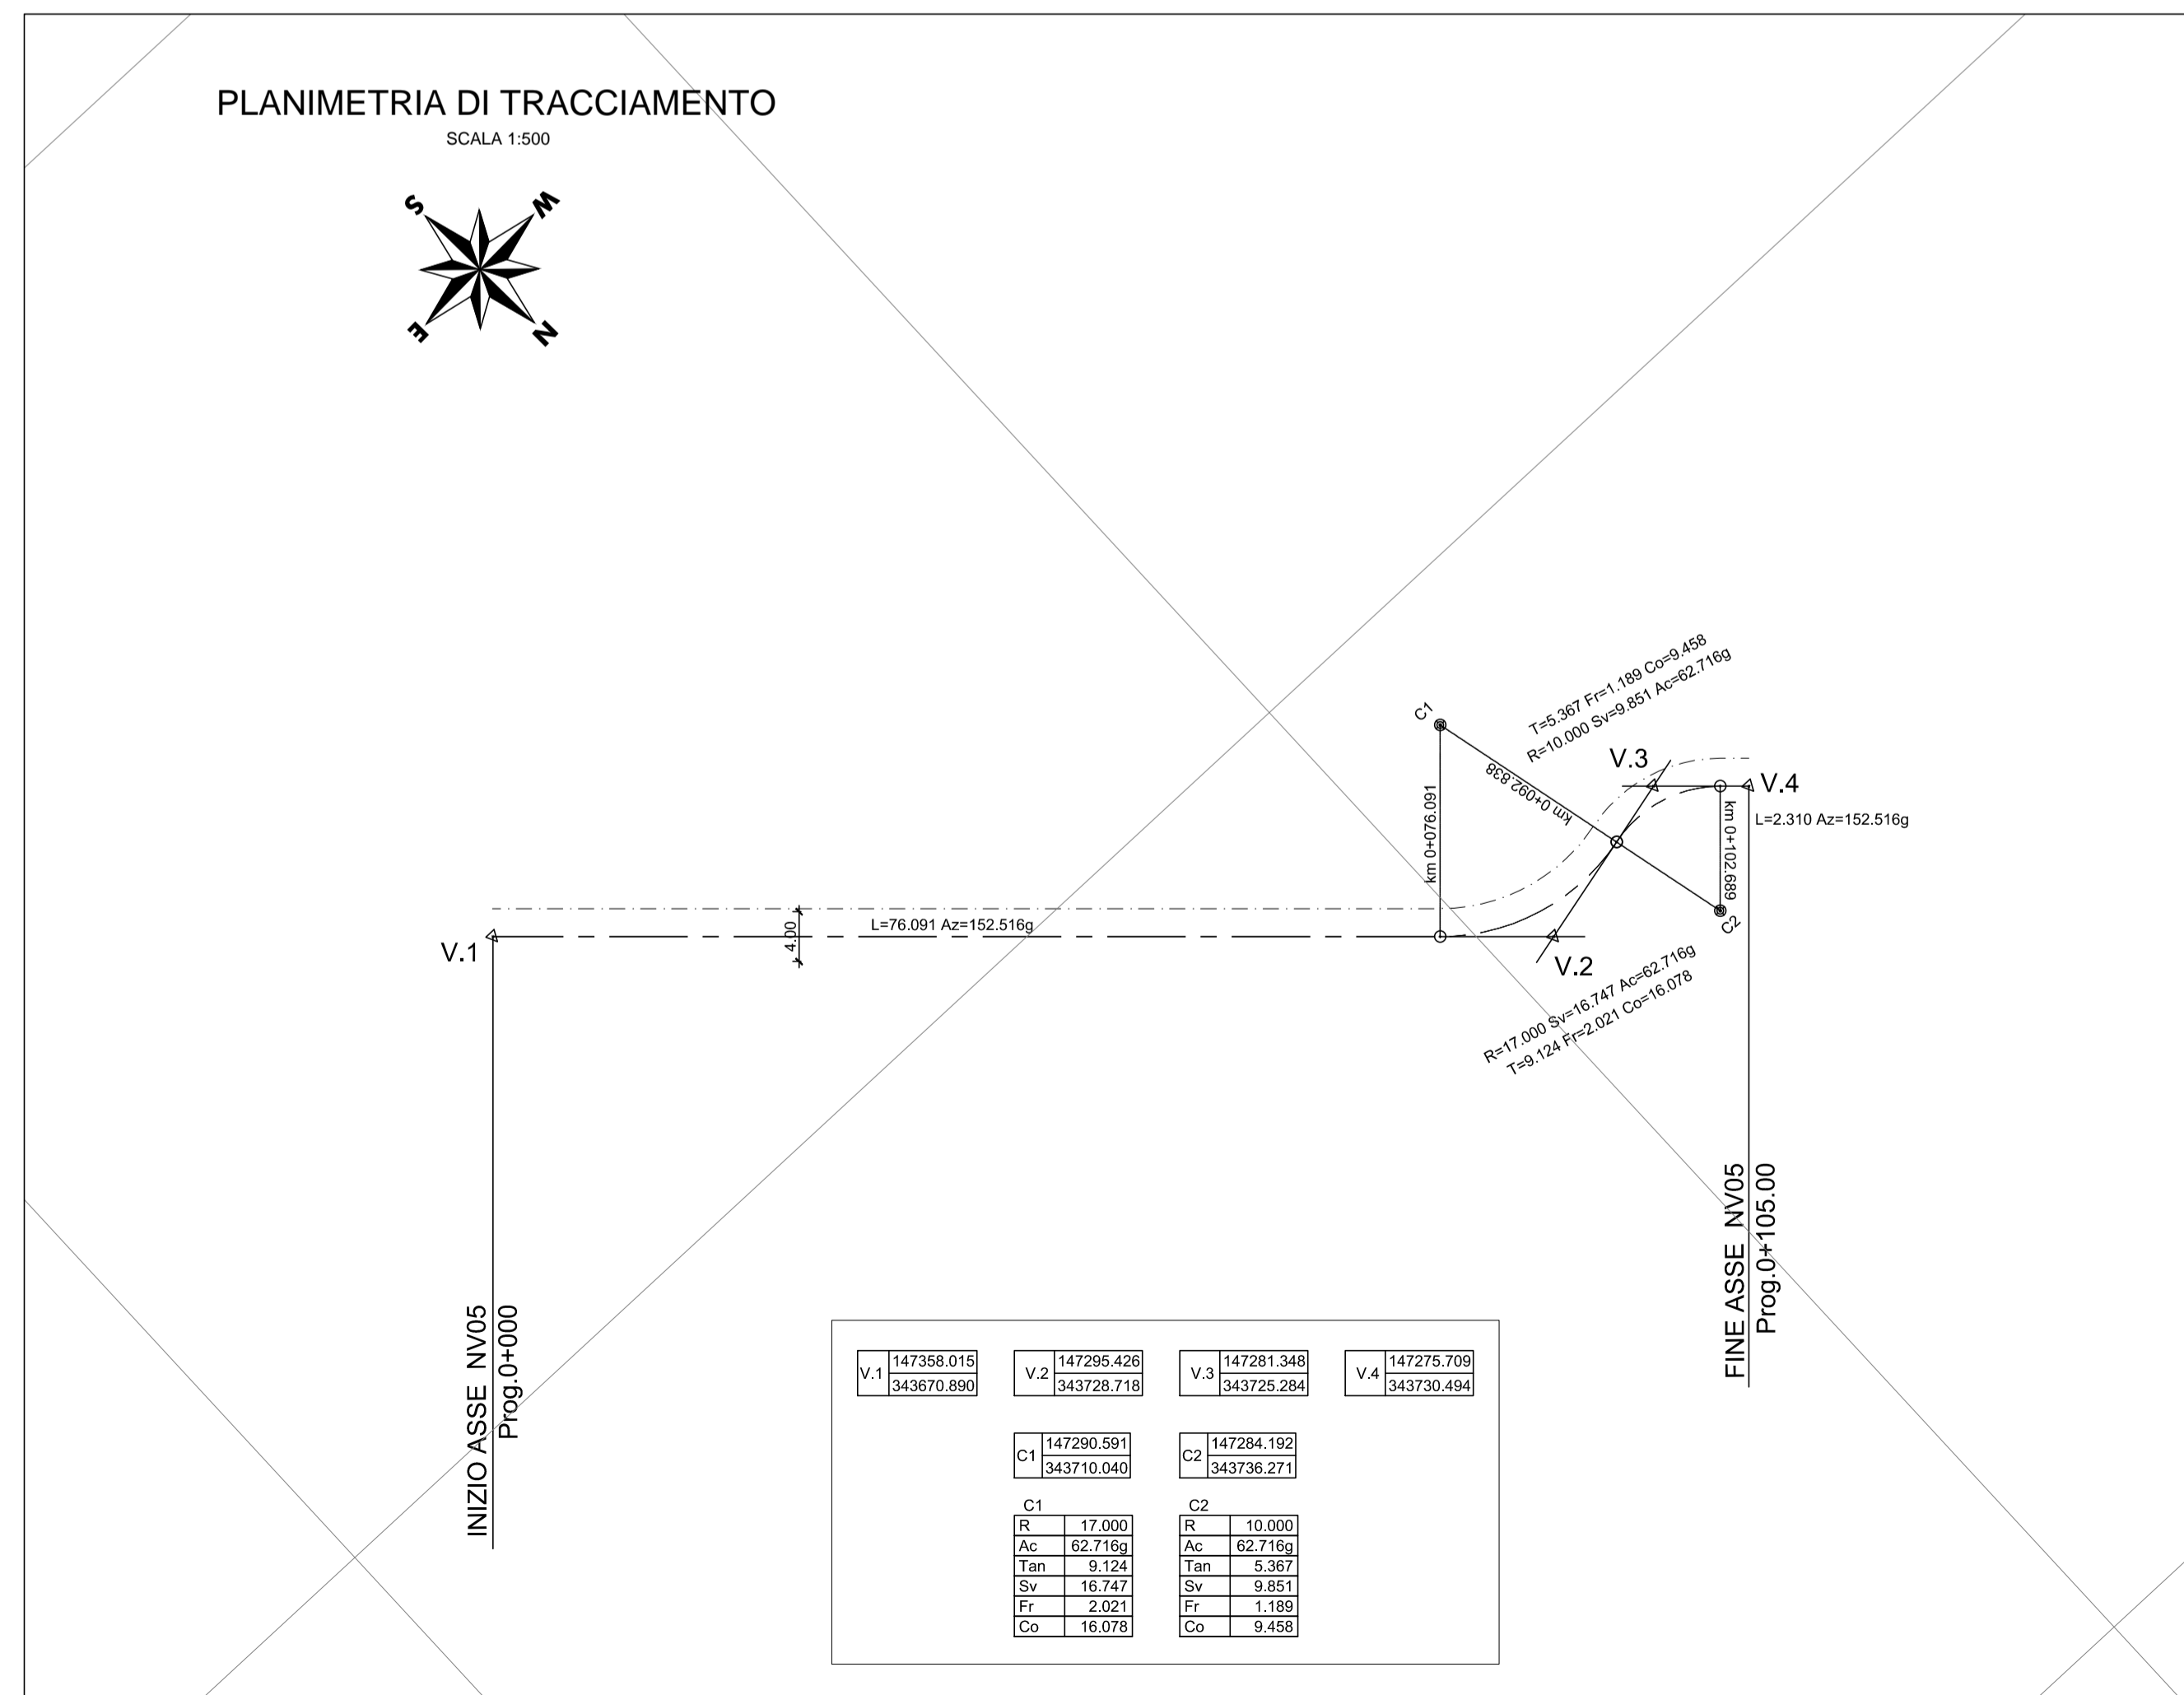 PLANIMETRIA DI TRACCIAMENTO
SCALA 1:500
S
W
E
N
T=5.367 Fr=1.189 Co=9.458
R=10.000 Sv=9.851 Ac=62.716g
C1
V.3
km 0+092.838
V.4
km 0+076.091
km 0+102.689
L=2.310 Az=152.516g
C2
L=76.091 Az=152.516g
4.00
V.1
V.2
R=17.000 Sv=16.747 Ac=62.716g
T=9.124 Fr=2.021 Co=16.078
INIZIO ASSE NV05
Prog.0+000
FINE ASSE NV05
Prog.0+105.00
V.1 147358.015 343670.890
V.2 147295.426 343728.718
V.3 147281.348 343725.284
V.4 147275.709 343730.494
C1 147290.591 343710.040
C2 147284.192 343736.271
C1
R 17.000
Ac 62.716g
Tan 9.124
Sv 16.747
Fr 2.021
Co 16.078
C2
R 10.000
Ac 62.716g
Tan 5.367
Sv 9.851
Fr 1.189
Co 9.458